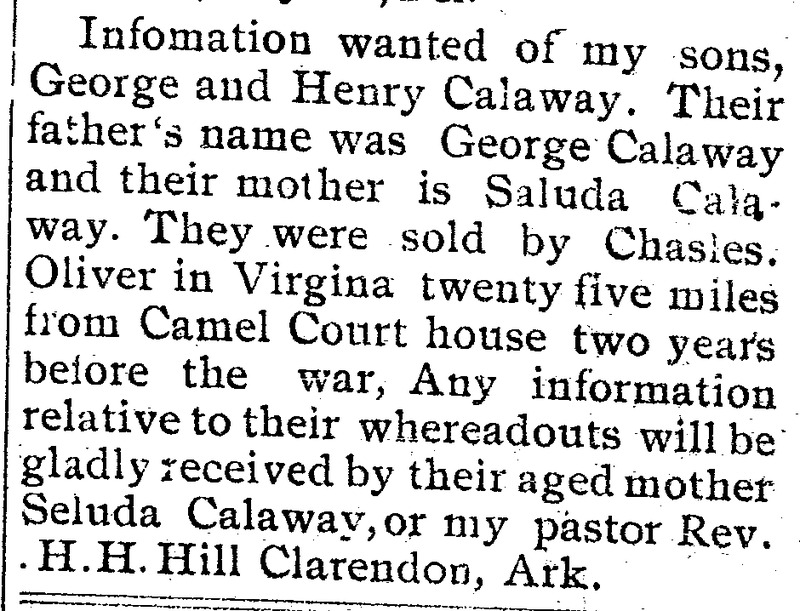 Infomation wanted of my sons,
George and Henry Calaway. Their
father's name was George Calaway
and their mother is Saluda Cala-
way. They were sold by Chasles.
Oliver in Virgina twenty five miles
from Camel Court house two years
before the war, Any information
relative to their whereadouts will be
gladly received by their aged mother
Seluda Calaway, or my pastor Rev.
. H. H. Hill Clarendon, Ark.